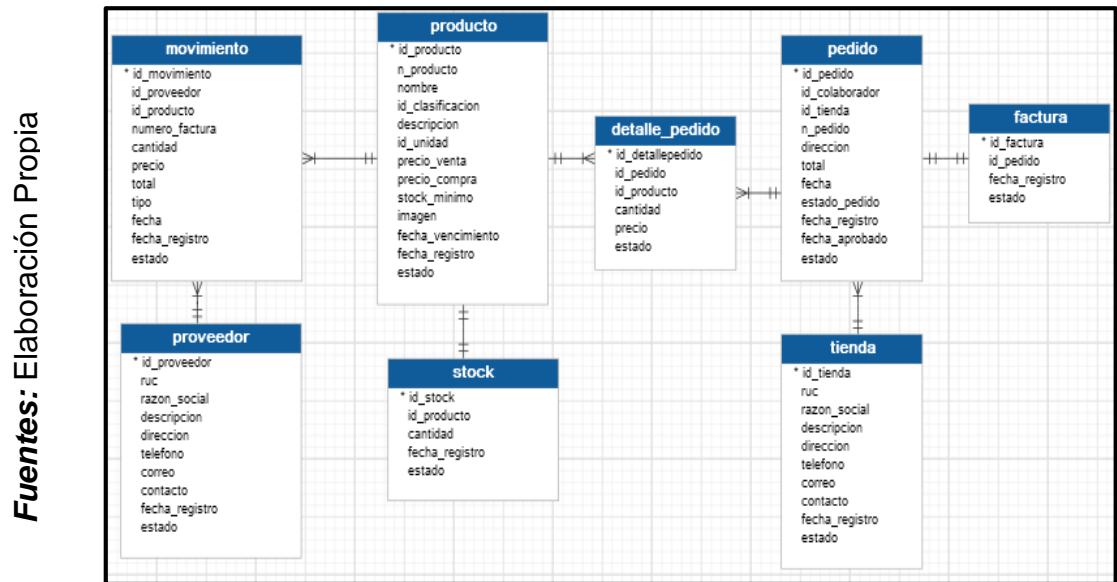 Fuentes: Elaboración Propia
movimiento
* id_movimiento
id_proveedor
id_producto
numero_factura
cantidad
precio
total
tipo
fecha
fecha_registro
estado
producto
* id_producto
n_producto
nombre
id_clasificacion
descripcion
id_unidad
precio_venta
precio_compra
stock_minimo
imagen
fecha_vencimiento
fecha_registro
estado
detalle_pedido
* id_detallepedido
id_pedido
id_producto
cantidad
precio
estado
pedido
* id_pedido
id_colaborador
id_tienda
n_pedido
direccion
total
fecha
estado_pedido
fecha_registro
fecha_aprobado
estado
factura
* id_factura
id_pedido
fecha_registro
estado
proveedor
* id_proveedor
ruc
razon_social
descripcion
direccion
telefono
correo
contacto
fecha_registro
estado
stock
* id_stock
id_producto
cantidad
fecha_registro
estado
tienda
* id_tienda
ruc
razon_social
descripcion
direccion
telefono
correo
contacto
fecha_registro
estado